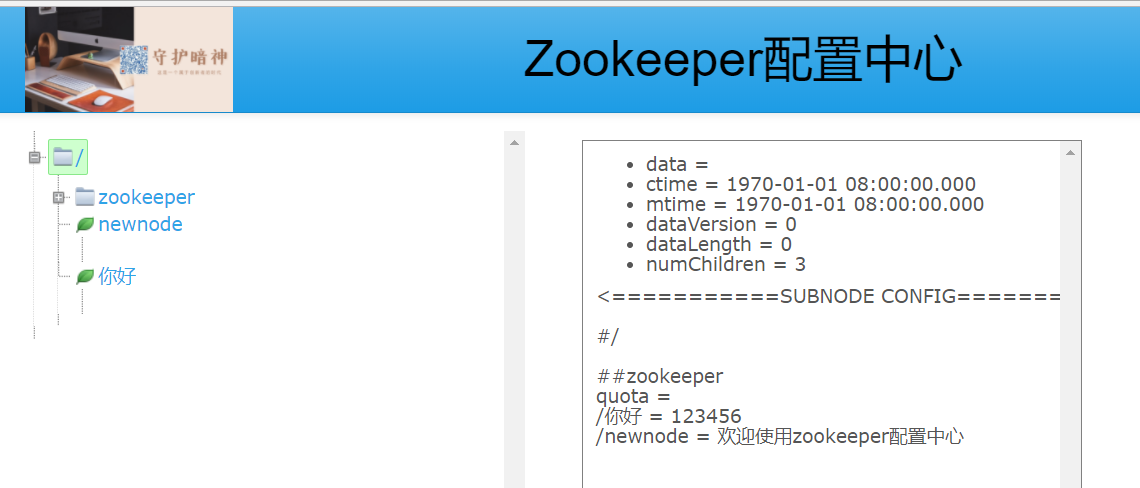 守护暗神
Zookeeper配置中心
/
zookeeper
newnode
你好
data =
ctime = 1970-01-01 08:00:00.000
mtime = 1970-01-01 08:00:00.000
dataVersion = 0
dataLength = 0
numChildren = 3
<===========SUBNODE CONFIG=======
#/
##zookeeper
quota =
/你好 = 123456
/newnode = 欢迎使用zookeeper配置中心